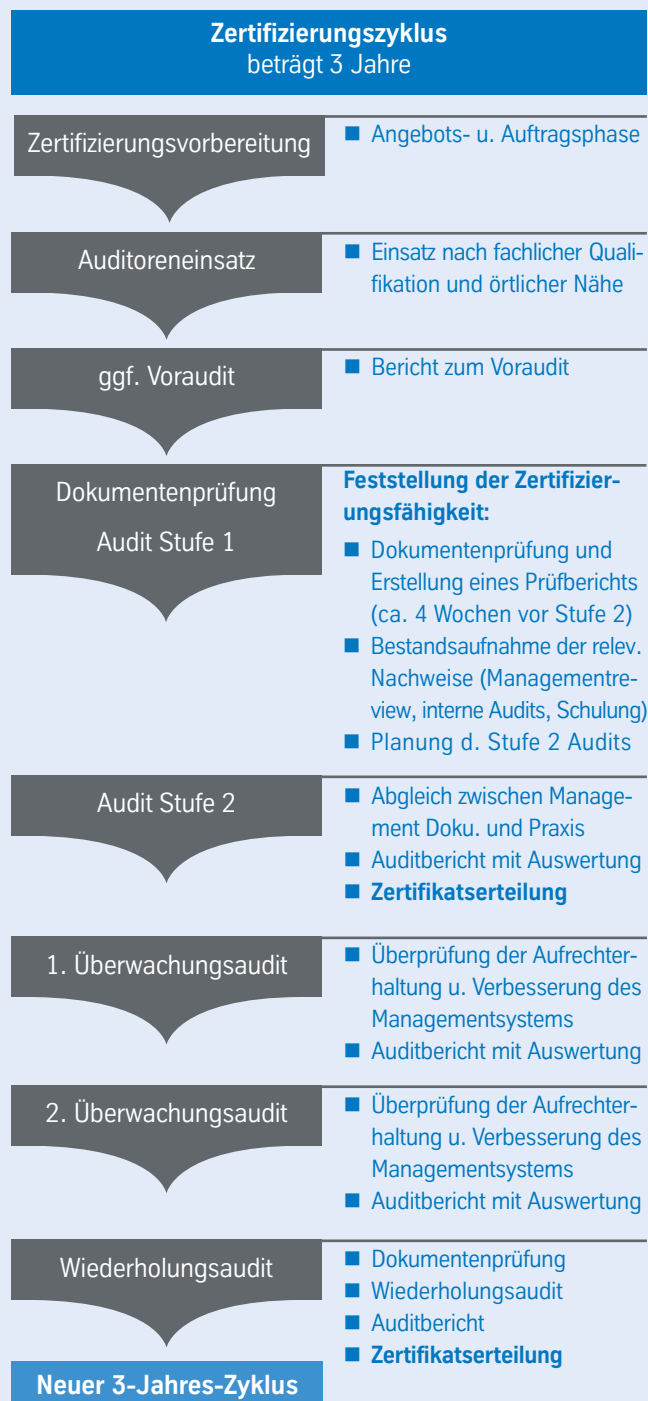 Zertifizierungszyklus
beträgt 3 Jahre
Zertifizierungsvorbereitung
■ Angebots- u. Auftragsphase
Auditoreneinsatz
■ Einsatz nach fachlicher Quali-
fikation und örtlicher Nähe
ggf. Voraudit
■ Bericht zum Voraudit
Dokumentenprüfung
Audit Stufe 1
Feststellung der Zertifizier-
ungsfähigkeit:
■ Dokumentenprüfung und
Erstellung eines Prüfberichts
(ca. 4 Wochen vor Stufe 2)
■ Bestandsaufnahme der relev.
Nachweise (Managementre-
view, interne Audits, Schulung)
■ Planung d. Stufe 2 Audits
Audit Stufe 2
■ Abgleich zwischen Manage-
ment Doku. und Praxis
■ Auditbericht mit Auswertung
■ Zertifikatserteilung
1. Überwachungsaudit
■ Überprüfung der Aufrechter-
haltung u. Verbesserung des
Managementsystems
■ Auditbericht mit Auswertung
2. Überwachungsaudit
■ Überprüfung der Aufrechter-
haltung u. Verbesserung des
Managementsystems
■ Auditbericht mit Auswertung
Wiederholungsaudit
■ Dokumentenprüfung
■ Wiederholungsaudit
■ Auditbericht
■ Zertifikatserteilung
Neuer 3-Jahres-Zyklus